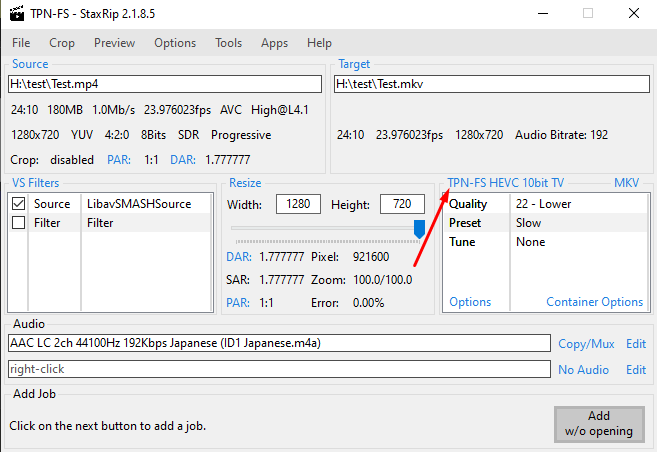 TPN-FS - StaxRip 2.1.8.5
File Crop Preview Options Tools Apps Help
Source
H:\test\Test.mp4
24:10 180MB 1.0Mb/s 23.976023fps AVC High@L4.1
1280x720 YUV 4:2:0 8Bits SDR Progressive
Crop: disabled PAR: 1:1 DAR: 1.777777
Target
H:\test\Test.mkv
24:10 23.976023fps 1280x720 Audio Bitrate: 192
VS Filters
Source LibavSMASHSource
Filter Filter
Resize
Width: 1280 Height: 720
DAR: 1.777777 Pixel: 921600
SAR: 1.777777 Zoom: 100.0/100.0
PAR: 1:1 Error: 0.00%
TPN-FS HEVC 10bit TV MKV
Quality 22 - Lower
Preset Slow
Tune None
Options Container Options
Audio
AAC LC 2ch 44100Hz 192Kbps Japanese (ID1 Japanese.m4a) Copy/Mux Edit
right-click No Audio Edit
Add Job
Click on the next button to add a job.
Add
w/o opening